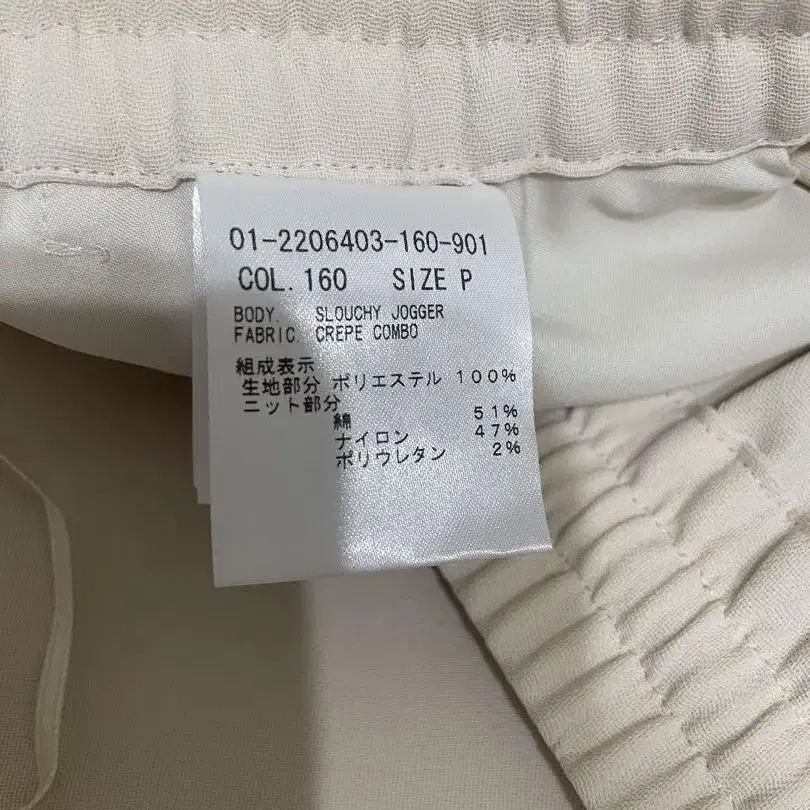 01-2206403-160-901
COL. 160 SIZE P
BODY. SLOUCHY JOGGER
FABRIC. CREPE COMBO
組成表示
生地部分 ポリエステル 100%
ニット部分
綿 51%
ナイロン 47%
ポリウレタン 2%